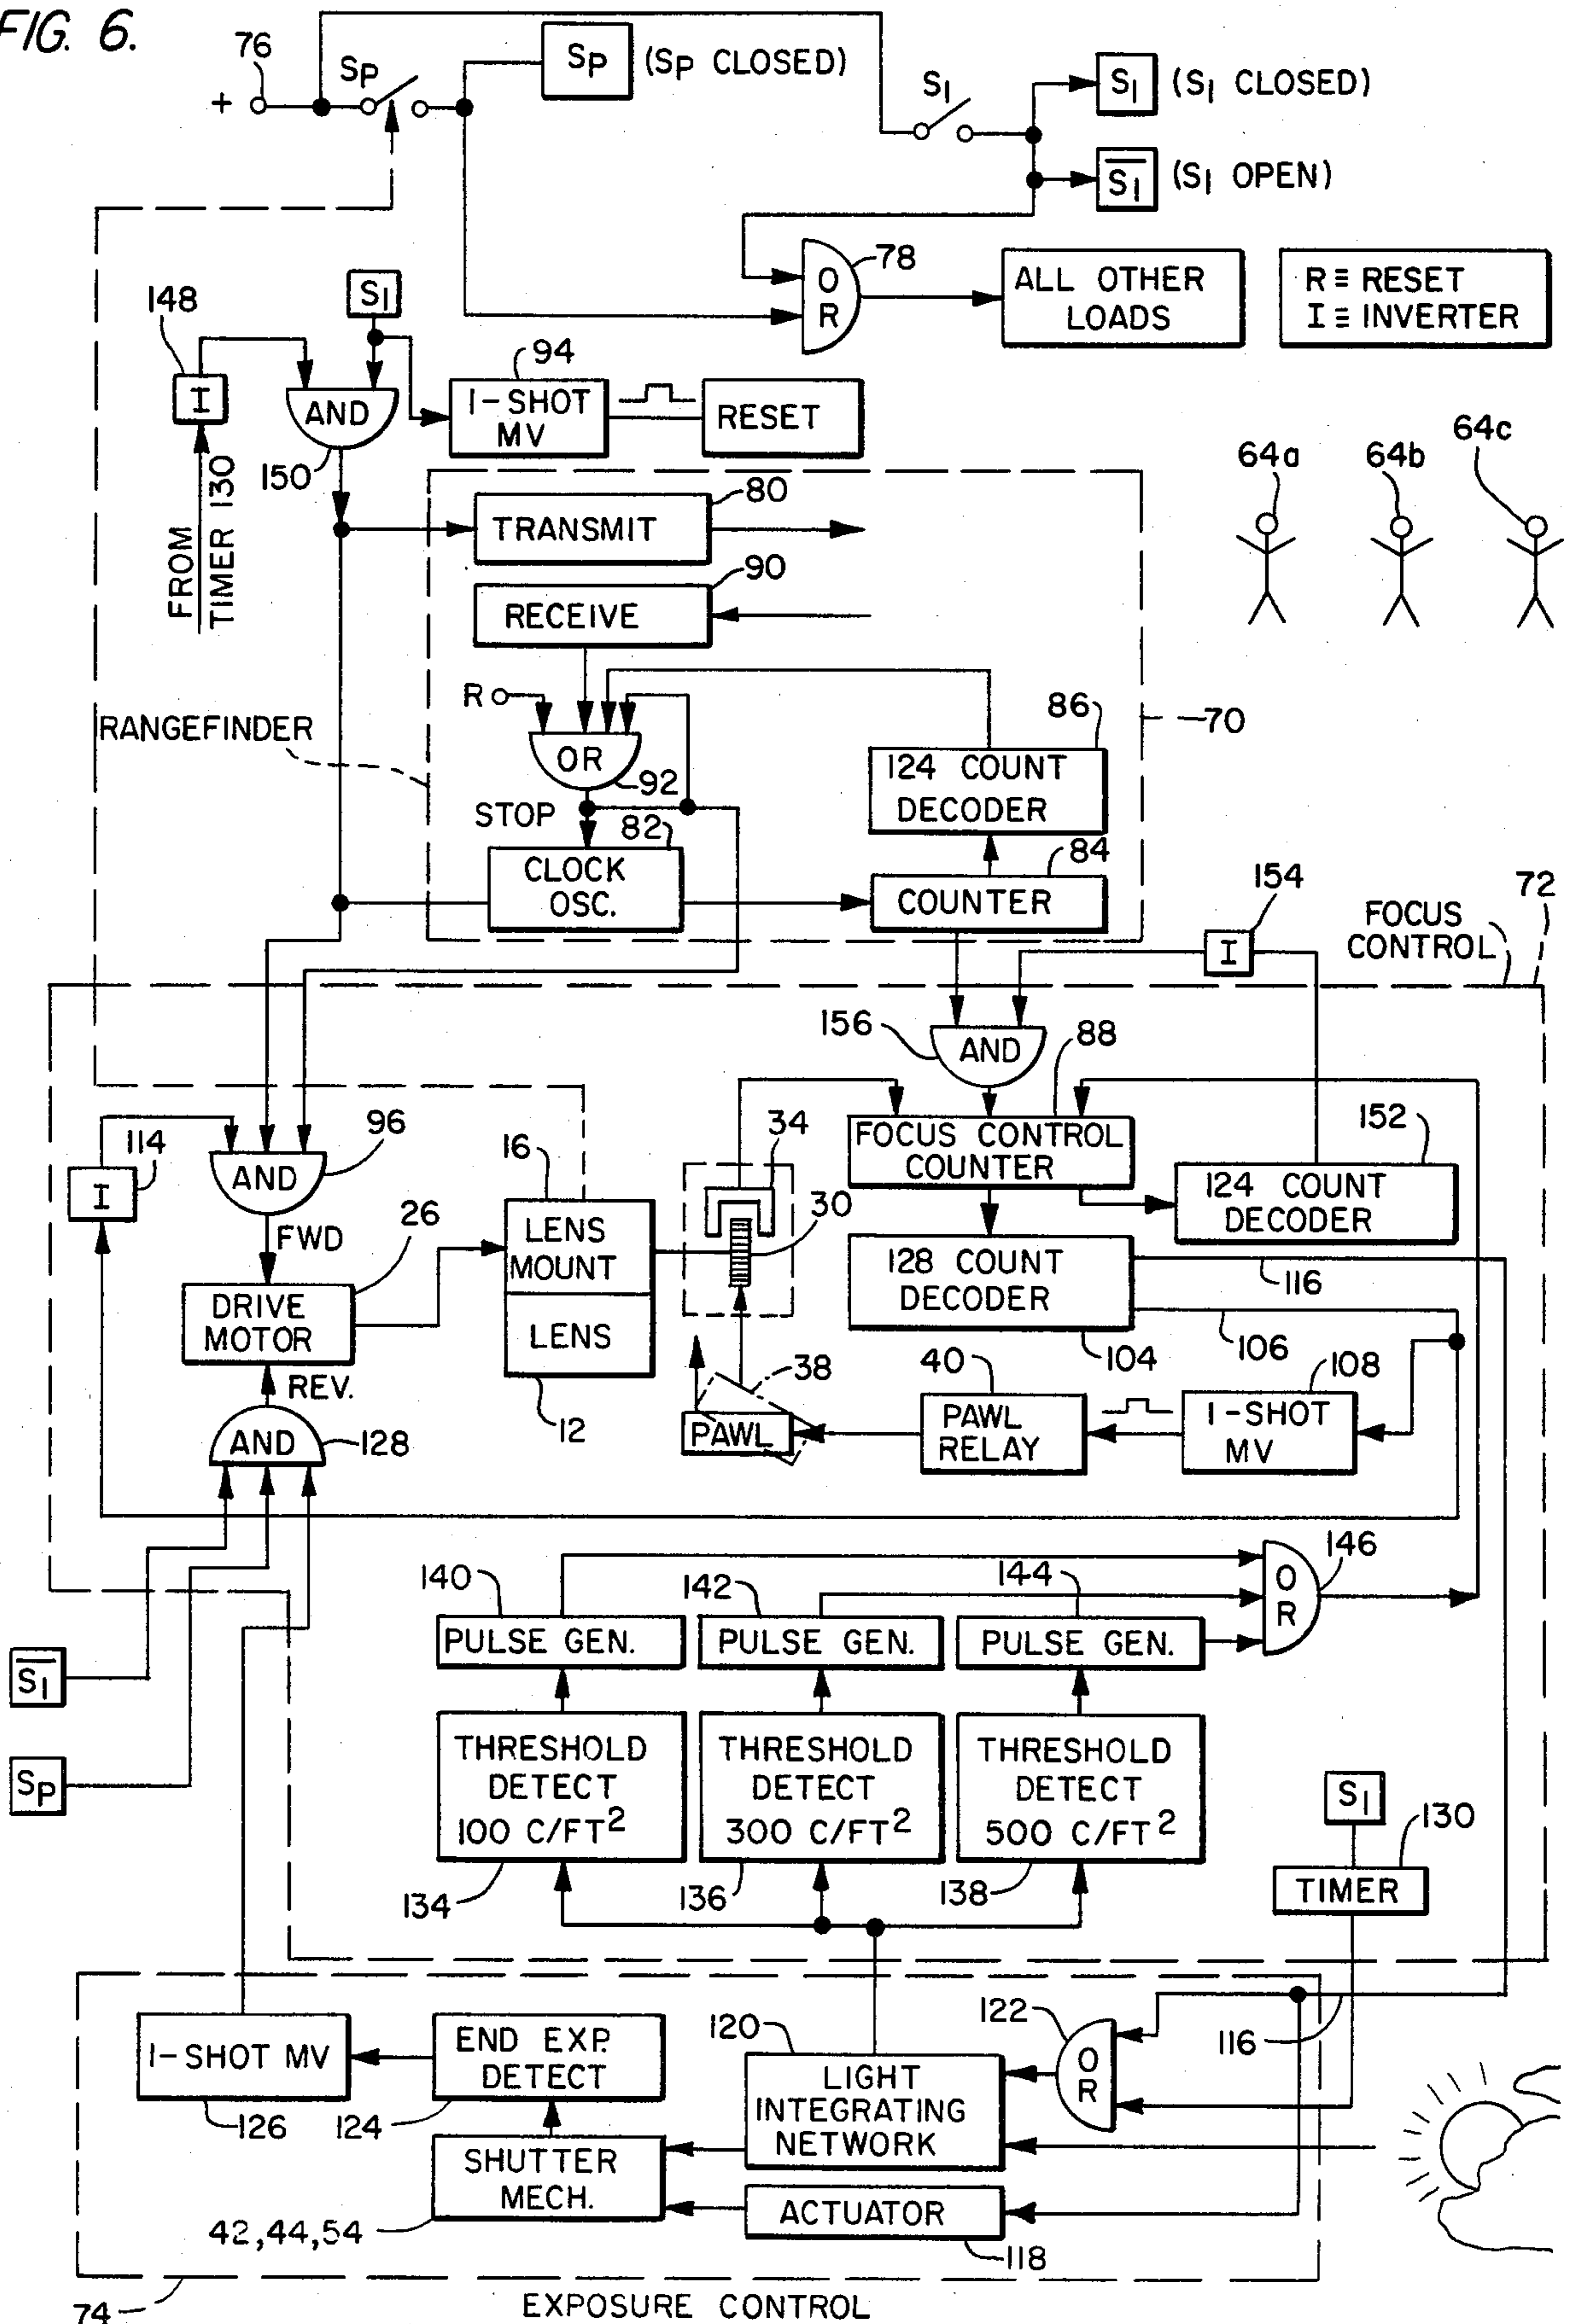 FIG. 6.
76
+
SP
SP (SP CLOSED)
S1
S1 (S1 CLOSED)
S1 (S1 OPEN)
78
OR
ALL OTHER
LOADS
R ≡ RESET
I ≡ INVERTER
148
I
S1
AND
150
94
1-SHOT
MV
RESET
FROM
TIMER 130
64a
64b
64c
80
TRANSMIT
90
RECEIVE
R
OR
92
STOP
RANGEFINDER
86
124 COUNT
DECODER
70
82
CLOCK
OSC.
84
COUNTER
154
I
72
FOCUS
CONTROL
156
AND
88
FOCUS CONTROL
COUNTER
152
124 COUNT
DECODER
114
I
96
AND
FWD
26
DRIVE
MOTOR
REV.
AND
128
16
LENS
MOUNT
LENS
12
34
30
128 COUNT
DECODER
104
116
106
38
PAWL
40
PAWL
RELAY
108
1-SHOT
MV
S1
SP
140
PULSE GEN.
142
PULSE GEN.
144
PULSE GEN.
146
OR
THRESHOLD
DETECT
100 C/FT2
134
THRESHOLD
DETECT
300 C/FT2
136
THRESHOLD
DETECT
500 C/FT2
138
S1
130
TIMER
1-SHOT MV
126
END EXP.
DETECT
124
120
LIGHT
INTEGRATING
NETWORK
122
OR
116
SHUTTER
MECH.
42,44,54
ACTUATOR
118
74
EXPOSURE CONTROL